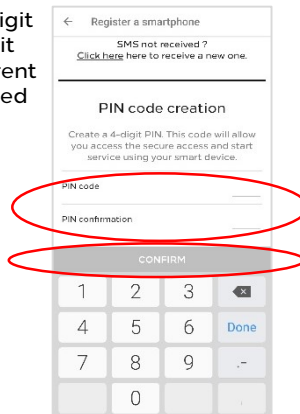 igit
it
rent
ed
← Register a smartphone
SMS not received ?
Click here here to receive a new one.
PIN code creation
Create a 4-digit PIN. This code will allow
you access the secure access and start
service using your smart device.
PIN code
PIN confirmation
CONFIRM
1 2 3
4 5 6 Done
7 8 9 .-
0 ,